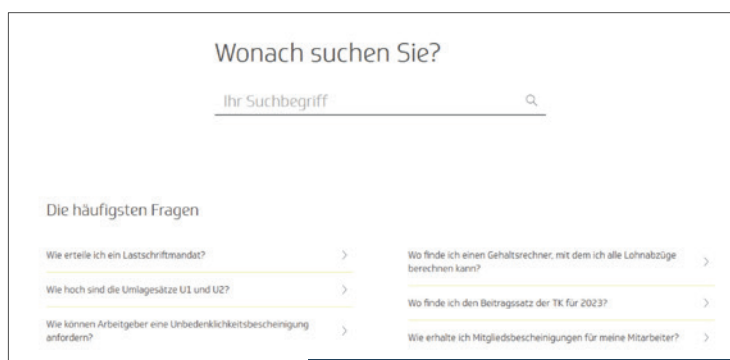 Wonach suchen Sie?
Ihr Suchbegriff
Die häufigsten Fragen
Wie erteile ich ein Lastschriftmandat?
Wie hoch sind die Umlagesätze U1 und U2?
Wie können Arbeitgeber eine Unbedenklichkeitsbescheinigung
anfordern?
Wo finde ich einen Gehaltsrechner, mit dem ich alle Lohnabzüge
berechnen kann?
Wo finde ich den Beitragssatz der TK für 2023?
Wie erhalte ich Mitgliedsbescheinigungen für meine Mitarbeiter?